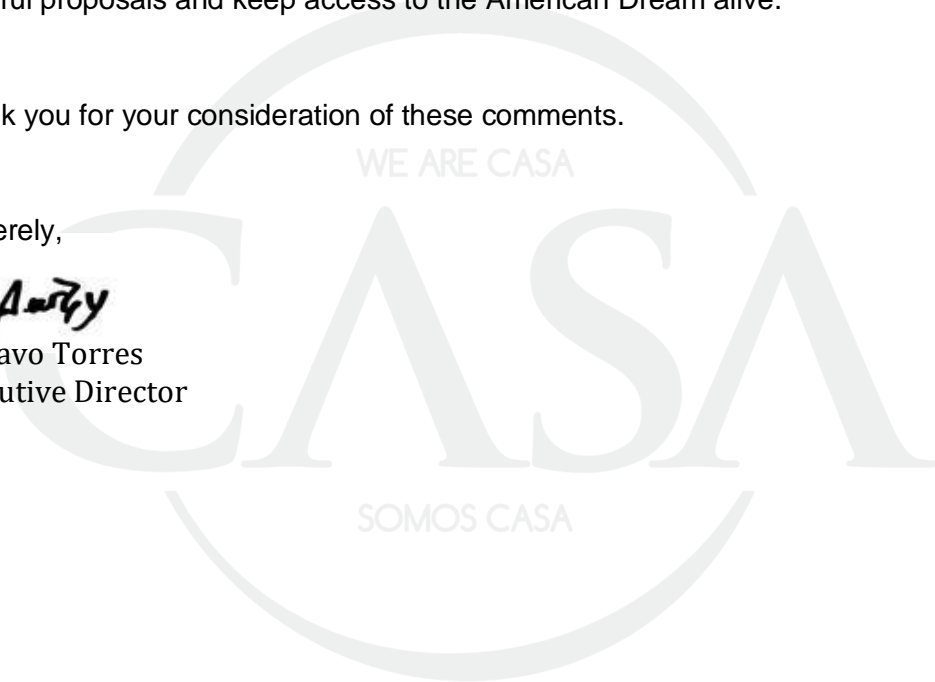 ful proposals and keep access to the American Dream alive.
k you for your consideration of these comments.
WE ARE CASA
erely,
CASA
avo Torres
utive Director
SOMOS CASA